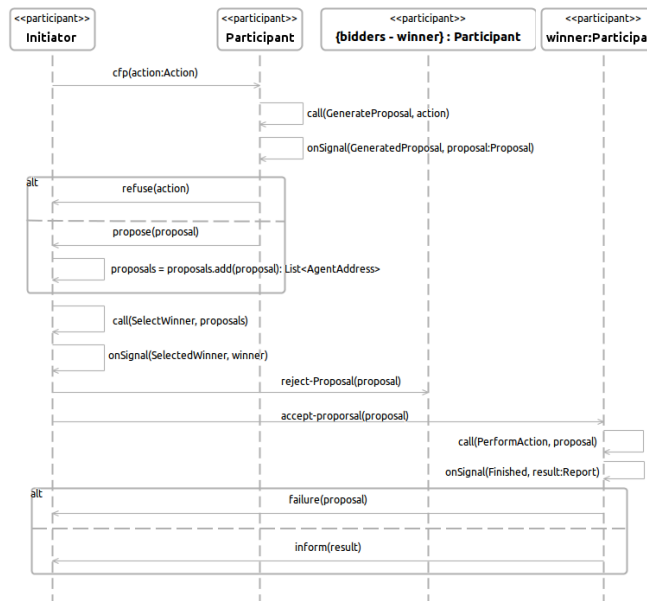 <<participant>>
Initiator
<<participant>>
Participant
<<participant>>
{bidders - winner} : Participant
<<participant>>
winner:Participa
cfp(action:Action)
call(GenerateProposal, action)
onSignal(GeneratedProposal, proposal:Proposal)
alt
refuse(action)
propose(proposal)
proposals = proposals.add(proposal): List<AgentAddress>
call(SelectWinner, proposals)
onSignal(SelectedWinner, winner)
reject-Proposal(proposal)
accept-proporsal(proposal)
call(PerformAction, proposal)
onSignal(Finished, result:Report)
alt
failure(proposal)
inform(result)